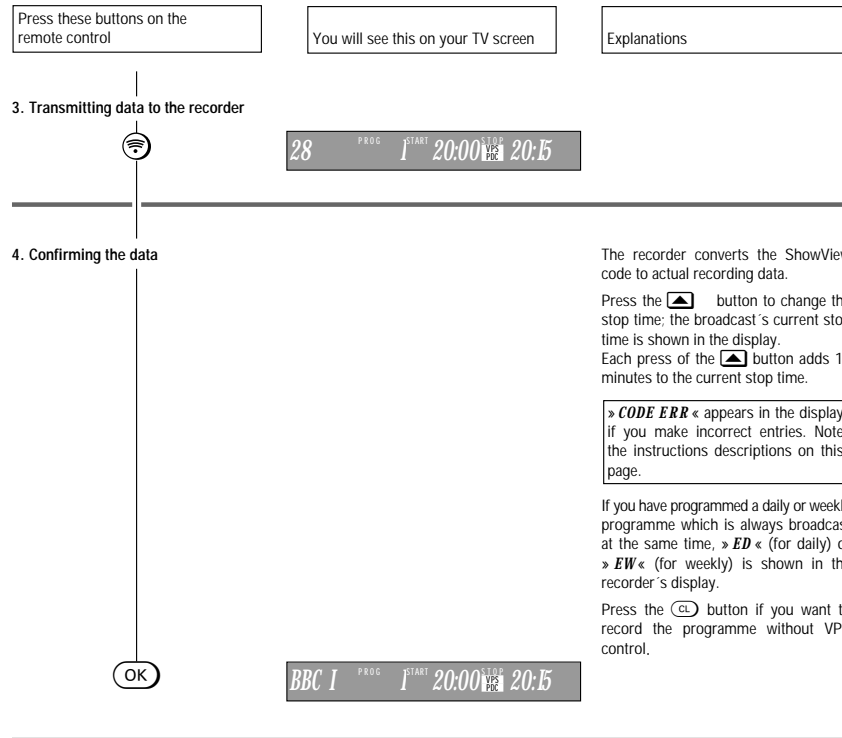 Press these buttons on the
remote control
You will see this on your TV screen
Explanations
3. Transmitting data to the recorder
28 PROG 1 START 20:00 STOP VPS PDC 20:15
4. Confirming the data
The recorder converts the ShowView
code to actual recording data.
Press the button to change th
stop time; the broadcast´s current sto
time is shown in the display.
Each press of the button adds 1
minutes to the current stop time.
» CODE ERR « appears in the display
if you make incorrect entries. Note
the instructions descriptions on this
page.
If you have programmed a daily or weekl
programme which is always broadcas
at the same time, » ED « (for daily) o
» EW « (for weekly) is shown in th
recorder´s display.
Press the CL button if you want t
record the programme without VP
control.
OK
BBC I PROG 1 START 20:00 STOP VPS PDC 20:15